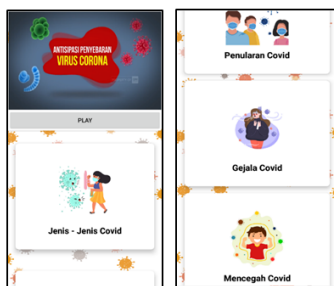 ANTISIPASI PENYEBARAN
VIRUS CORONA
PLAY
Jenis - Jenis Covid
Penularan Covid
Gejala Covid
Mencegah Covid